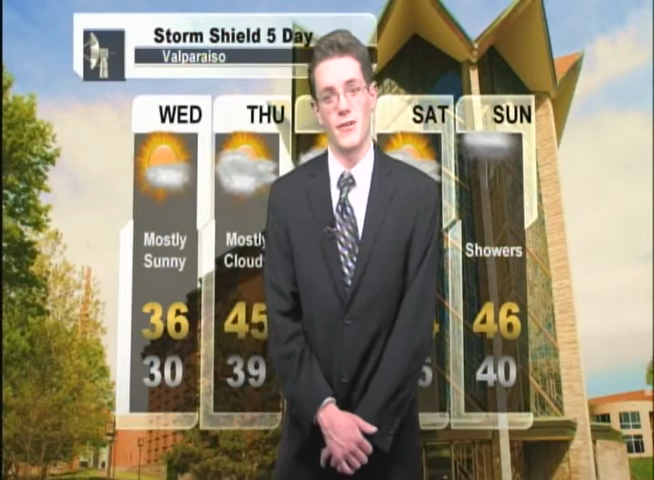 Storm Shield 5 Day
Valparaiso
WED THU SAT SUN
Mostly
Sunny
Mostly
Showers
36 45 46
30 39 40